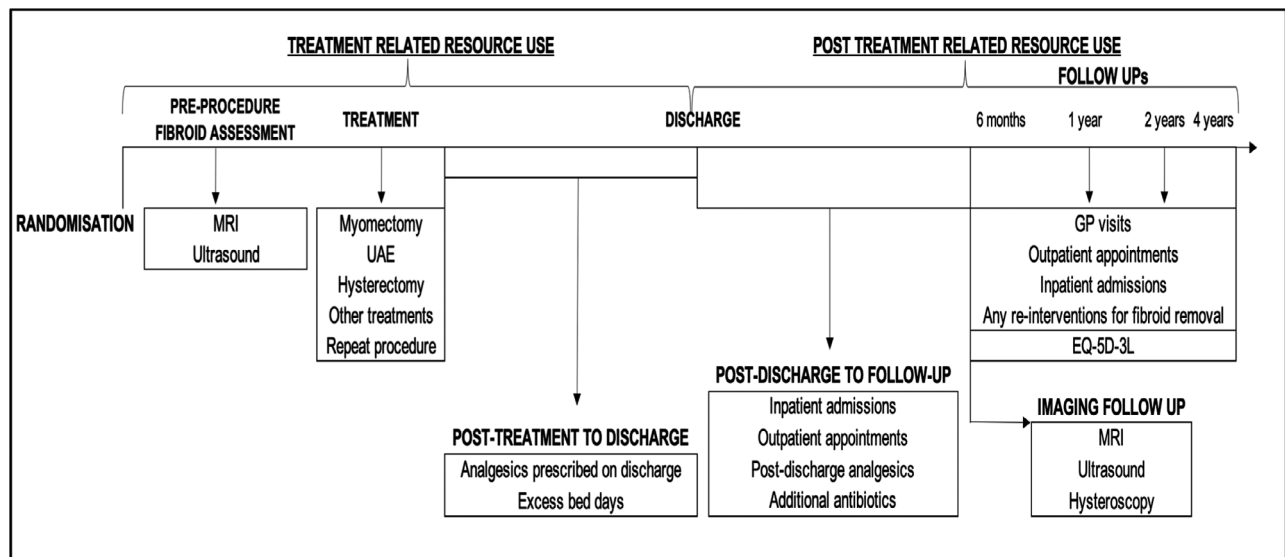 TREATMENT RELATED RESOURCE USE
POST TREATMENT RELATED RESOURCE USE
FOLLOW UPs
PRE-PROCEDURE
FIBROID ASSESSMENT
TREATMENT
DISCHARGE
6 months
1 year
2 years
4 years
RANDOMISATION
MRI
Ultrasound
Myomectomy
UAE
Hysterectomy
Other treatments
Repeat procedure
POST-TREATMENT TO DISCHARGE
Analgesics prescribed on discharge
Excess bed days
POST-DISCHARGE TO FOLLOW-UP
Inpatient admissions
Outpatient appointments
Post-discharge analgesics
Additional antibiotics
GP visits
Outpatient appointments
Inpatient admissions
Any re-interventions for fibroid removal
EQ-5D-3L
IMAGING FOLLOW UP
MRI
Ultrasound
Hysteroscopy